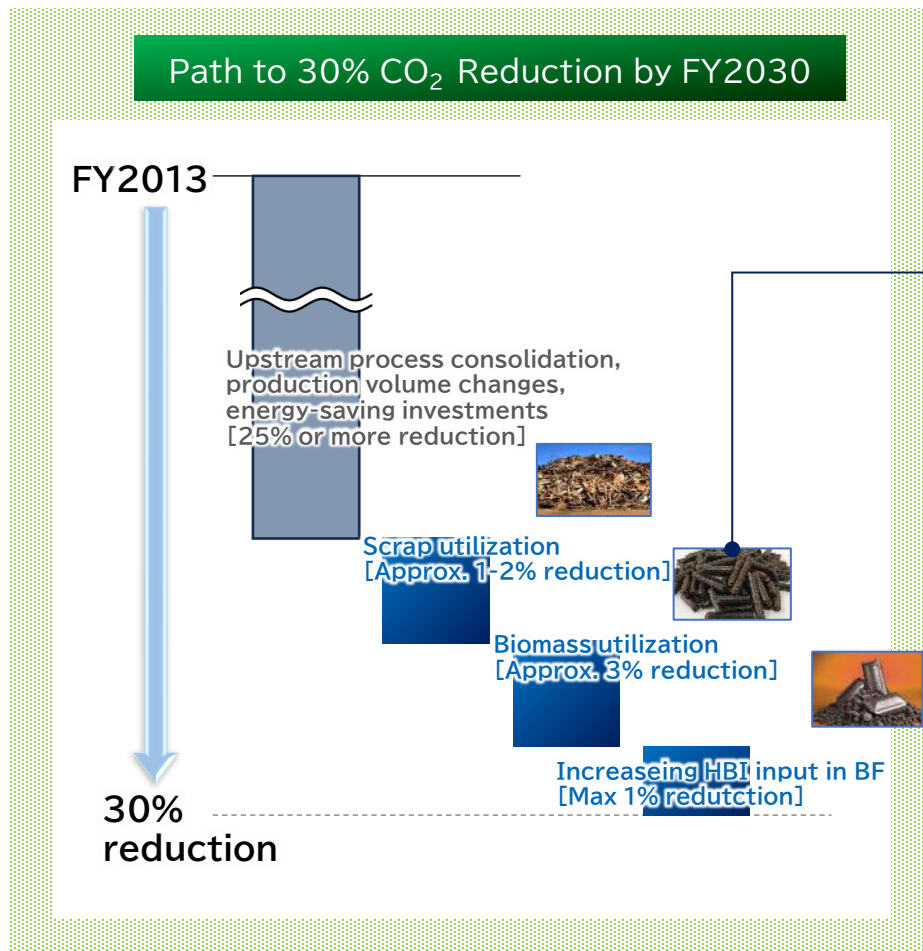 Path to 30% CO₂ Reduction by FY2030
FY2013
Upstream process consolidation,
production volume changes,
energy-saving investments
[25% or more reduction]
Scrap utilization
[Approx. 1-2% reduction]
Biomass utilization
[Approx. 3% reduction]
Increaseing HBI input in BF
[Max 1% redutction]
30%
reduction